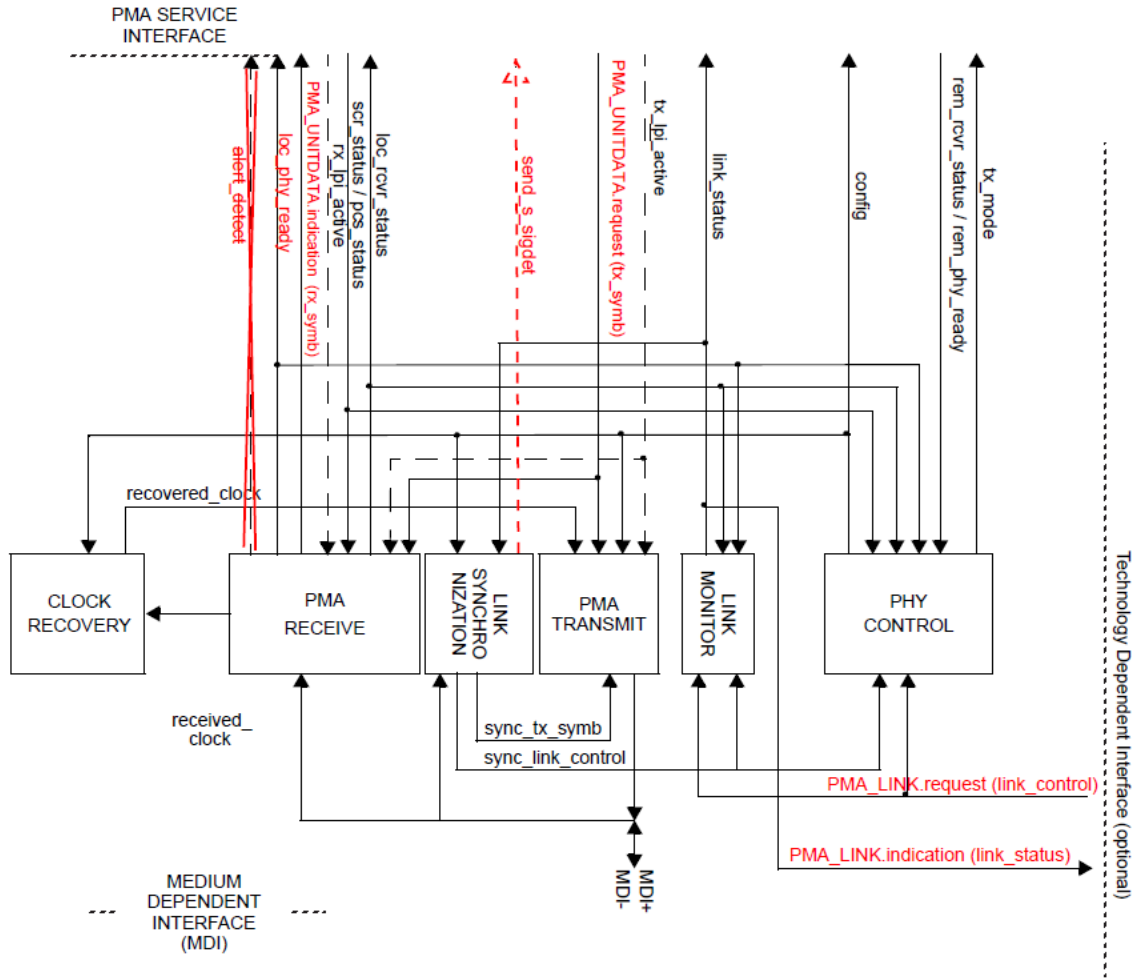 PMA SERVICE
INTERFACE
alert_detect
loc_phy_ready
PMA_UNITDATA.indication (rx_symb)
rx_lpi_active
scr_status / pcs_status
loc_rcvr_status
send_s_sigdet
PMA_UNITDATA.request (tx_symb)
tx_lpi_active
link_status
config
rem_rcvr_status / rem_phy_ready
tx_mode
recovered_clock
CLOCK
RECOVERY
PMA
RECEIVE
LINK
SYNCHRO
NIZATION
PMA
TRANSMIT
LINK
MONITOR
PHY
CONTROL
received_
clock
sync_tx_symb
sync_link_control
PMA_LINK.request (link_control)
PMA_LINK.indication (link_status)
MDI+
MDI-
MEDIUM
DEPENDENT
INTERFACE
(MDI)
Technology Dependent Interface (optional)